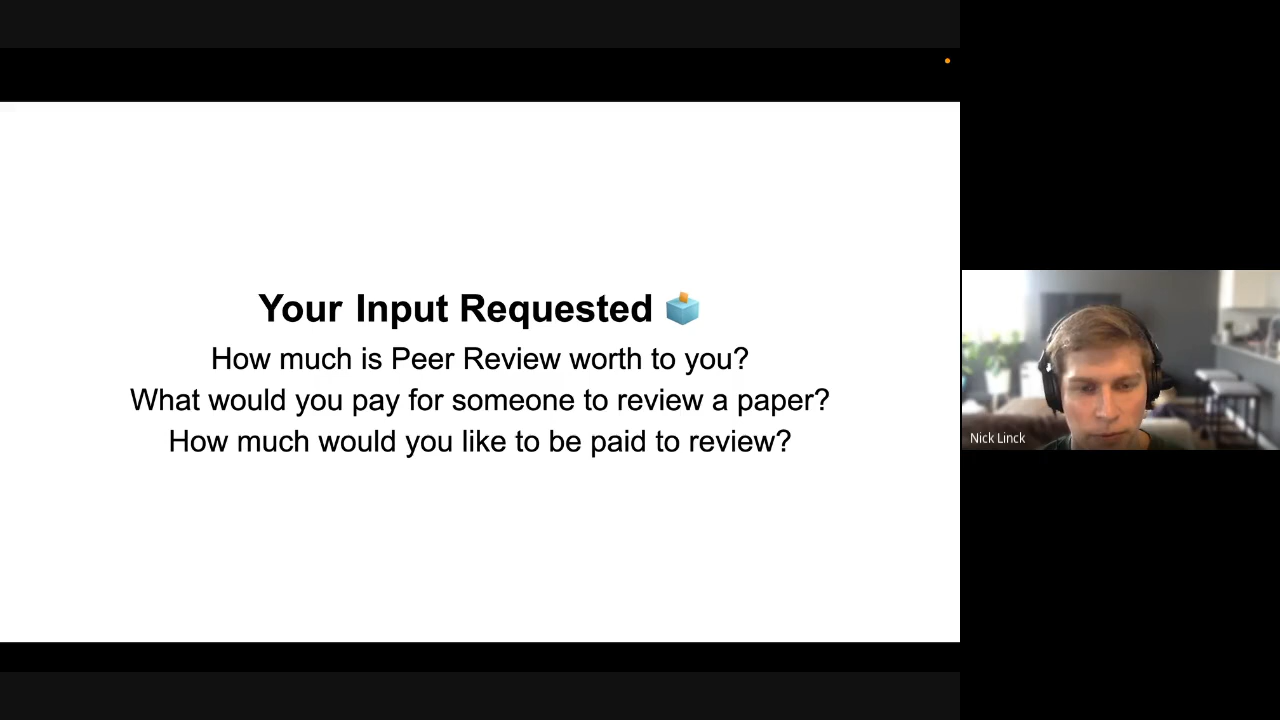 Your Input Requested 🗳️
How much is Peer Review worth to you?
What would you pay for someone to review a paper?
How much would you like to be paid to review?
Nick Linck